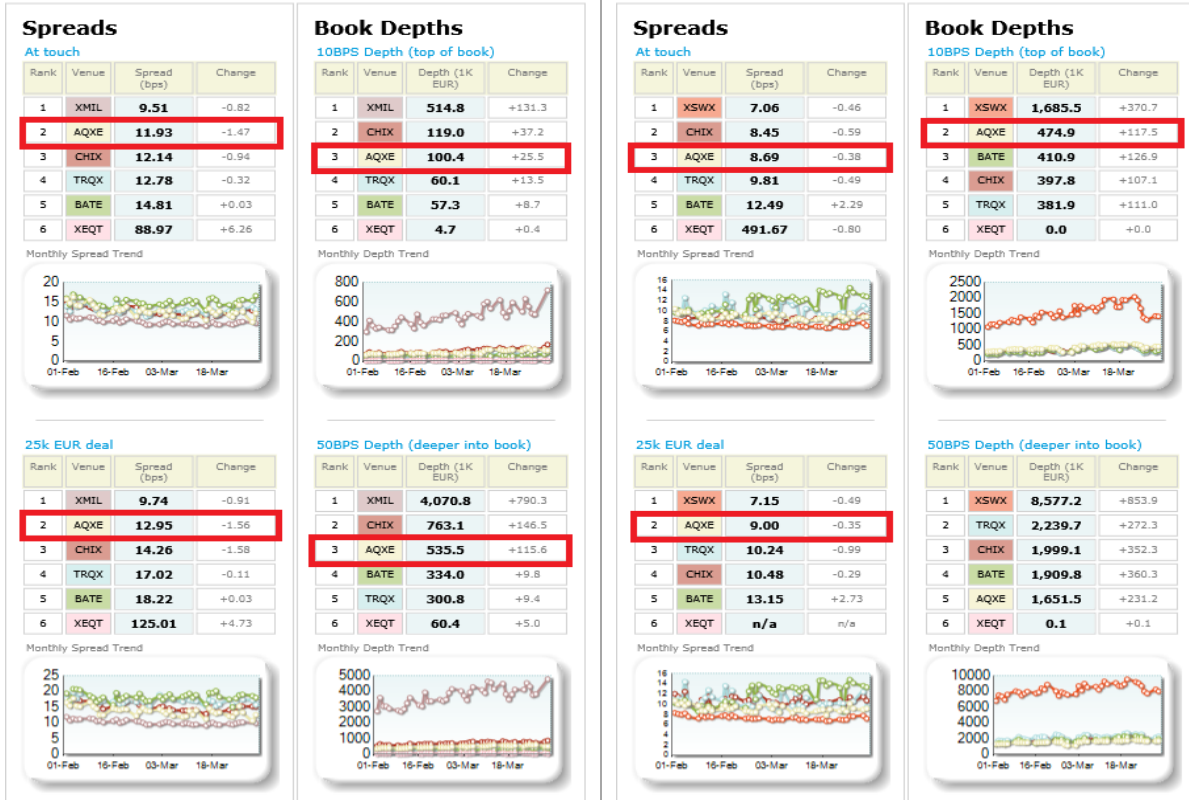 Spreads
At touch
Rank Venue Spread (bps) Change
1 XMIL 9.51 -0.82
2 AQXE 11.93 -1.47
3 CHIX 12.14 -0.94
4 TRQX 12.78 -0.32
5 BATE 14.81 +0.03
6 XEQT 88.97 +6.26
Monthly Spread Trend
20
15
10
5
0
01-Feb 16-Feb 03-Mar 18-Mar
25k EUR deal
Rank Venue Spread (bps) Change
1 XMIL 9.74 -0.91
2 AQXE 12.95 -1.56
3 CHIX 14.26 -1.58
4 TRQX 17.02 -0.11
5 BATE 18.22 +0.03
6 XEQT 125.01 +4.73
Monthly Spread Trend
25
20
15
10
5
0
01-Feb 16-Feb 03-Mar 18-Mar
Book Depths
10BPS Depth (top of book)
Rank Venue Depth (1K EUR) Change
1 XMIL 514.8 +131.3
2 CHIX 119.0 +37.2
3 AQXE 100.4 +25.5
4 TRQX 60.1 +13.5
5 BATE 57.3 +8.7
6 XEQT 4.7 +0.4
Monthly Depth Trend
800
600
400
200
0
01-Feb 16-Feb 03-Mar 18-Mar
50BPS Depth (deeper into book)
Rank Venue Depth (1K EUR) Change
1 XMIL 4,070.8 +790.3
2 CHIX 763.1 +146.5
3 AQXE 535.5 +115.6
4 BATE 334.0 +9.8
5 TRQX 300.8 +9.4
6 XEQT 60.4 +5.0
Monthly Depth Trend
5000
4000
3000
2000
1000
0
01-Feb 16-Feb 03-Mar 18-Mar
Spreads
At touch
Rank Venue Spread (bps) Change
1 XSWX 7.06 -0.46
2 CHIX 8.45 -0.59
3 AQXE 8.69 -0.38
4 TRQX 9.81 -0.49
5 BATE 12.49 +2.29
6 XEQT 491.67 -0.80
Monthly Spread Trend
16
14
12
10
8
6
4
2
0
01-Feb 16-Feb 03-Mar 18-Mar
25k EUR deal
Rank Venue Spread (bps) Change
1 XSWX 7.15 -0.49
2 AQXE 9.00 -0.35
3 TRQX 10.24 -0.99
4 CHIX 10.48 -0.29
5 BATE 13.15 +2.73
6 XEQT n/a n/a
Monthly Spread Trend
16
14
12
10
8
6
4
2
0
01-Feb 16-Feb 03-Mar 18-Mar
Book Depths
10BPS Depth (top of book)
Rank Venue Depth (1K EUR) Change
1 XSWX 1,685.5 +370.7
2 AQXE 474.9 +117.5
3 BATE 410.9 +126.9
4 CHIX 397.8 +107.1
5 TRQX 381.9 +111.0
6 XEQT 0.0 +0.0
Monthly Depth Trend
2500
2000
1500
1000
500
0
01-Feb 16-Feb 03-Mar 18-Mar
50BPS Depth (deeper into book)
Rank Venue Depth (1K EUR) Change
1 XSWX 8,577.2 +853.9
2 TRQX 2,239.7 +272.3
3 CHIX 1,999.1 +352.3
4 BATE 1,909.8 +360.3
5 AQXE 1,651.5 +231.2
6 XEQT 0.1 +0.1
Monthly Depth Trend
10000
8000
6000
4000
2000
0
01-Feb 16-Feb 03-Mar 18-Mar